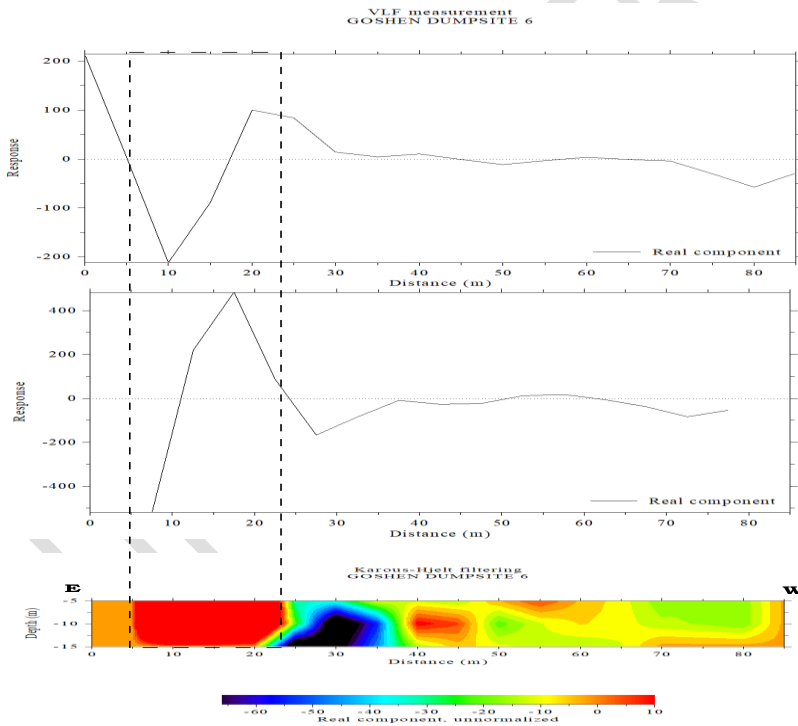 VLF measurement
GOSHEN DUMPSITE 6
200
100
0
-100
-200
Response
Real component
0 10 20 30 40 50 60 70 80
Distance (m)
400
200
0
-200
-400
Response
Real component
0 10 20 30 40 50 60 70 80
Distance (m)
Karous-Hjelt filtering
GOSHEN DUMPSITE 6
E W
-5
-10
-15
Depth (m)
0 10 20 30 40 50 60 70 80
Distance (m)
-60 -50 -40 -30 -20 -10 0 10
Real component, unnormalized